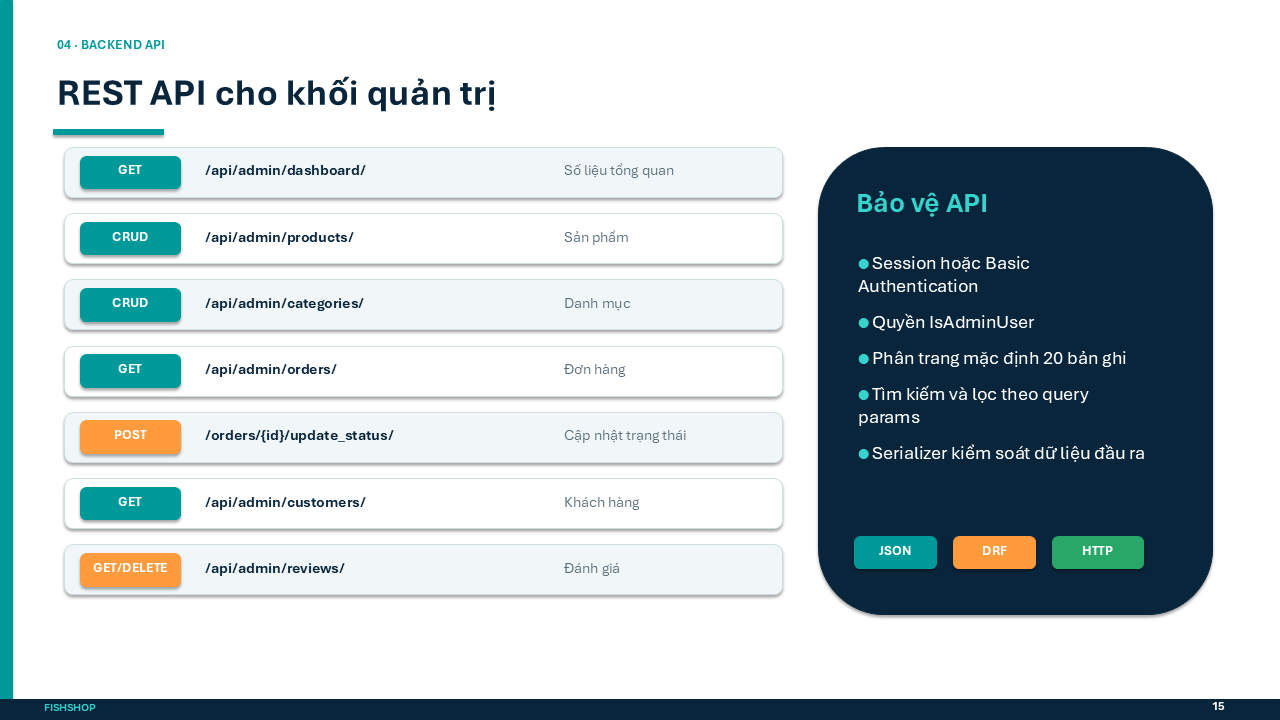 04 · BACKEND API
REST API cho khối quản trị
GET /api/admin/dashboard/ Số liệu tổng quan
CRUD /api/admin/products/ Sản phẩm
CRUD /api/admin/categories/ Danh mục
GET /api/admin/orders/ Đơn hàng
POST /orders/{id}/update_status/ Cập nhật trạng thái
GET /api/admin/customers/ Khách hàng
GET/DELETE /api/admin/reviews/ Đánh giá
Bảo vệ API
●Session hoặc Basic
Authentication
●Quyền IsAdminUser
●Phân trang mặc định 20 bản ghi
●Tìm kiếm và lọc theo query
params
●Serializer kiểm soát dữ liệu đầu ra
JSON DRF HTTP
FISHSHOP 15